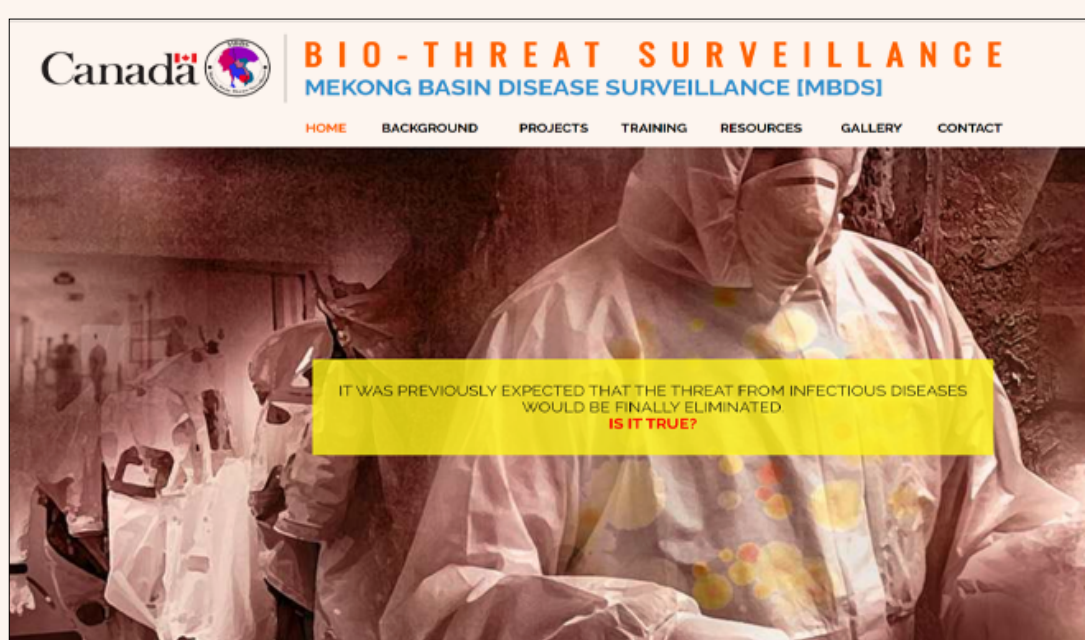 Canada
BIO-THREAT SURVEILLANCE
MEKONG BASIN DISEASE SURVEILLANCE [MBDS]
HOME BACKGROUND PROJECTS TRAINING RESOURCES GALLERY CONTACT
IT WAS PREVIOUSLY EXPECTED THAT THE THREAT FROM INFECTIOUS DISEASES
WOULD BE FINALLY ELIMINATED.
IS IT TRUE?